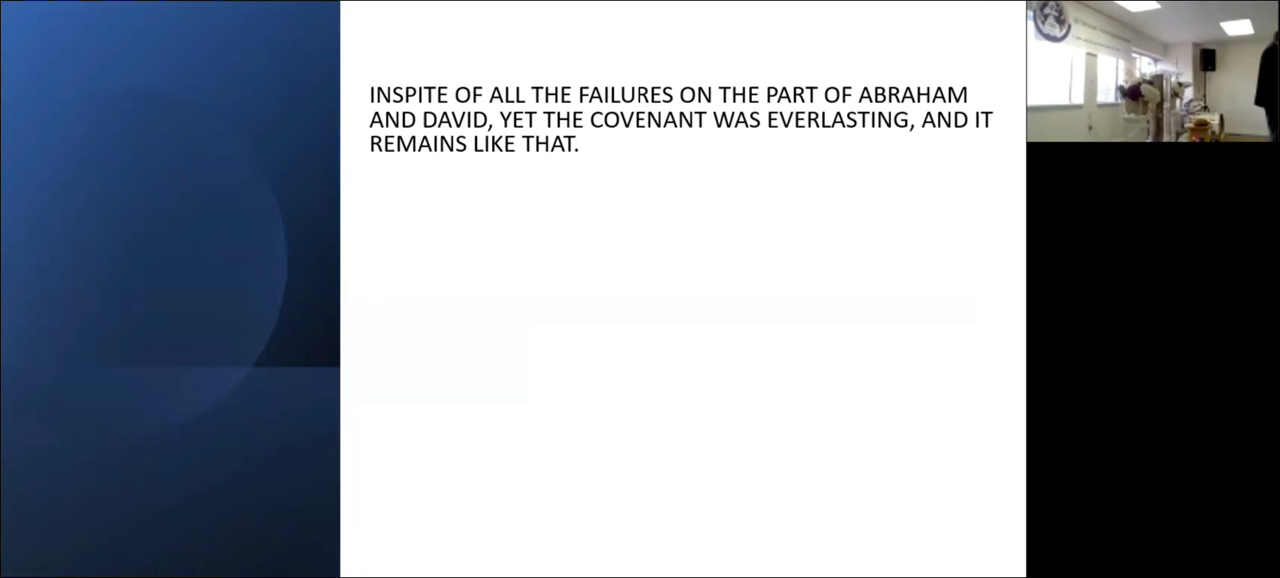 INSPITE OF ALL THE FAILURES ON THE PART OF ABRAHAM
AND DAVID, YET THE COVENANT WAS EVERLASTING, AND IT
REMAINS LIKE THAT.